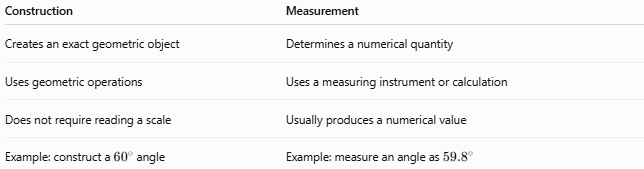 Construction Measurement
Creates an exact geometric object Determines a numerical quantity
Uses geometric operations Uses a measuring instrument or calculation
Does not require reading a scale Usually produces a numerical value
Example: construct a 60° angle Example: measure an angle as 59.8°